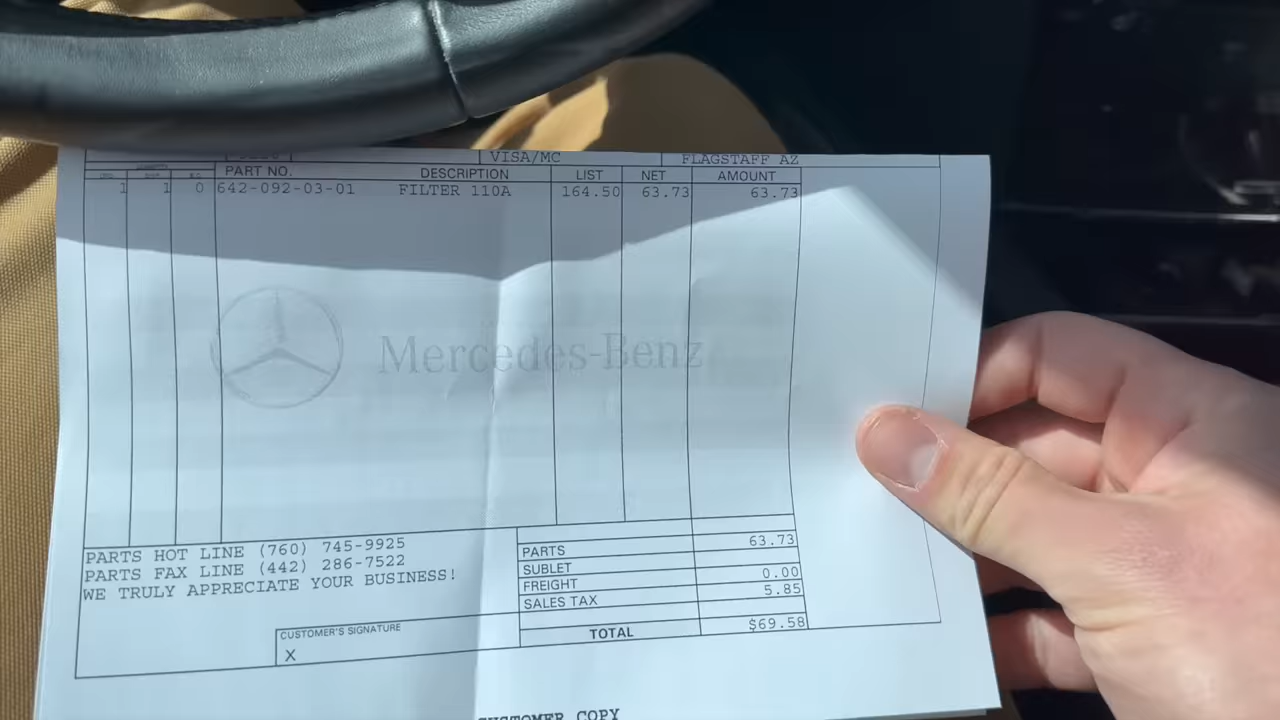 VISA/MC FLAGSTAFF AZ
PART NO. DESCRIPTION LIST NET AMOUNT
1 1 0 642-092-03-01 FILTER 110A 164.50 63.73 63.73
Mercedes-Benz
PARTS HOT LINE (760) 745-9925
PARTS FAX LINE (442) 286-7522
WE TRULY APPRECIATE YOUR BUSINESS!
PARTS 63.73
SUBLET
FREIGHT 0.00
SALES TAX 5.85
TOTAL $69.58
CUSTOMER'S SIGNATURE
X
CUSTOMER COPY